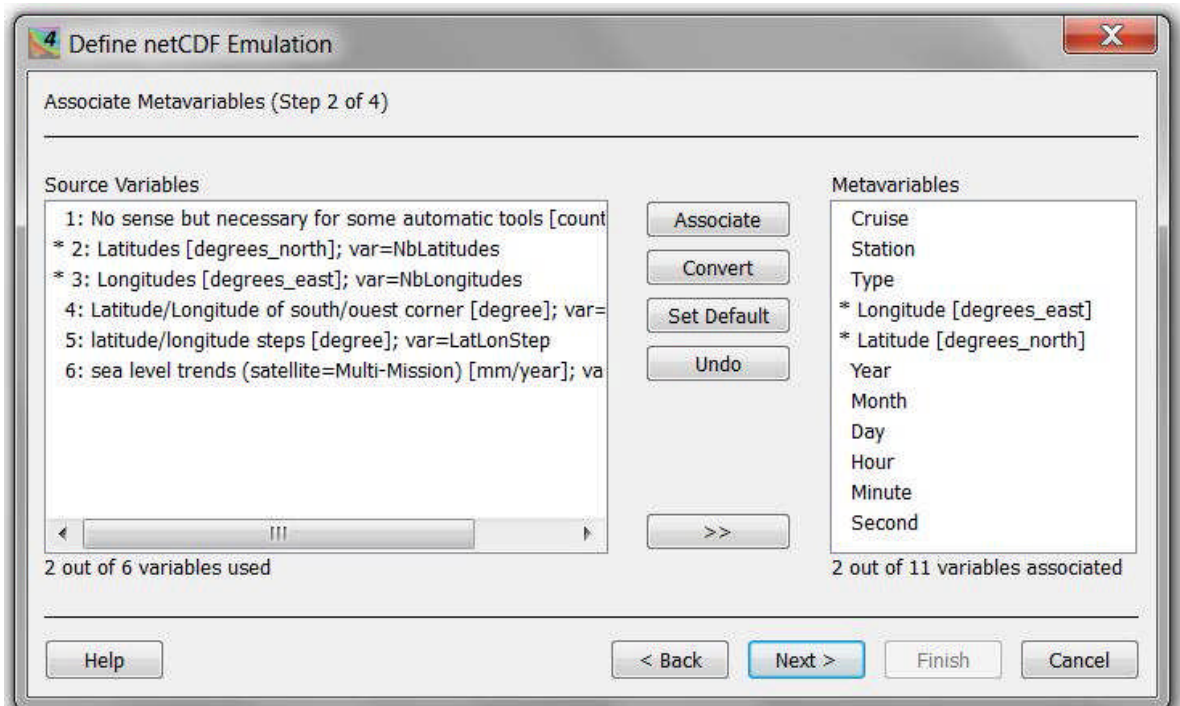 4 Define netCDF Emulation
X
Associate Metavariables (Step 2 of 4)
Source Variables
1: No sense but necessary for some automatic tools [count
* 2: Latitudes [degrees_north]; var=NbLatitudes
* 3: Longitudes [degrees_east]; var=NbLongitudes
4: Latitude/Longitude of south/ouest corner [degree]; var=
5: latitude/longitude steps [degree]; var=LatLonStep
6: sea level trends (satellite=Multi-Mission) [mm/year]; va
2 out of 6 variables used
Associate
Convert
Set Default
Undo
>>
Metavariables
Cruise
Station
Type
* Longitude [degrees_east]
* Latitude [degrees_north]
Year
Month
Day
Hour
Minute
Second
2 out of 11 variables associated
Help
< Back
Next >
Finish
Cancel